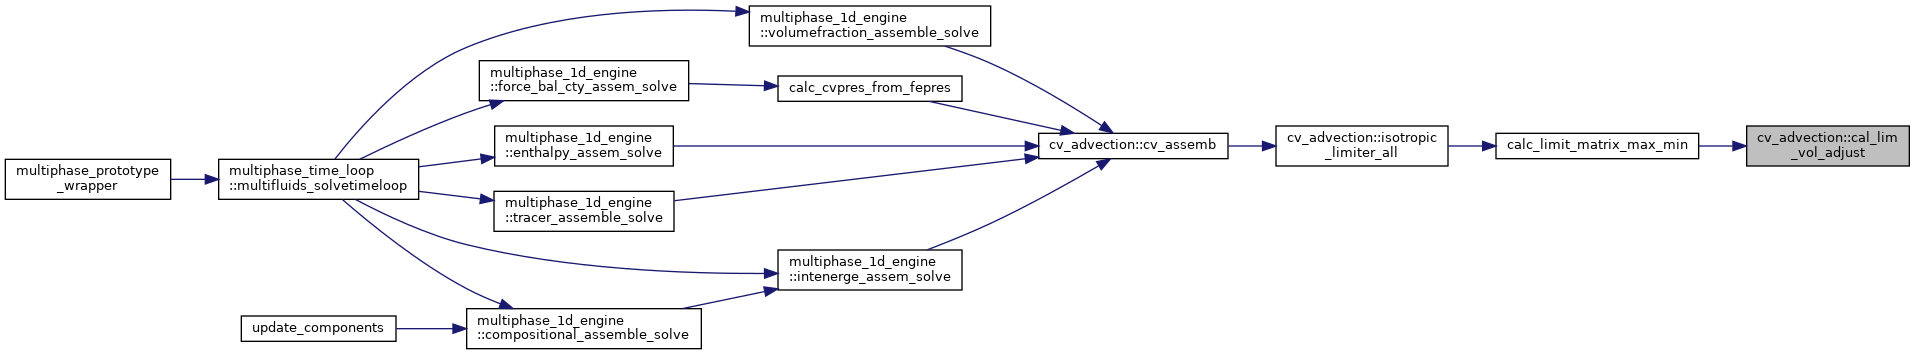 multiphase_prototype
_wrapper
multiphase_time_loop
::multifluids_solvetimeloop
update_components
multiphase_1d_engine
::force_bal_cty_assem_solve
multiphase_1d_engine
::enthalpy_assem_solve
multiphase_1d_engine
::tracer_assemble_solve
multiphase_1d_engine
::compositional_assemble_solve
multiphase_1d_engine
::volumefraction_assemble_solve
calc_cvpres_from_fepres
multiphase_1d_engine
::intenerge_assem_solve
cv_advection::cv_assemb
cv_advection::isotropic
_limiter_all
calc_limit_matrix_max_min
cv_advection::cal_lim
_vol_adjust